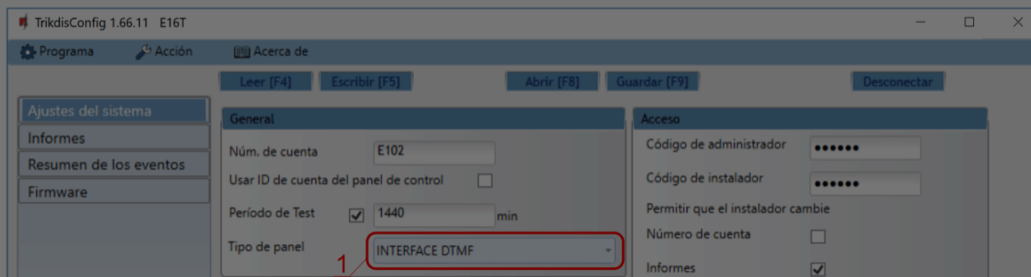 TrikdisConfig 1.66.11 E16T
Programa Acción Acerca de
Leer [F4] Escribir [F5] Abrir [F8] Guardar [F9] Desconectar
Ajustes del sistema
Informes
Resumen de los eventos
Firmware
General
Núm. de cuenta E102
Usar ID de cuenta del panel de control
Período de Test 1440 min
Tipo de panel INTERFACE DTMF
1
Acceso
Código de administrador ••••••
Código de instalador ••••••
Permitir que el instalador cambie
Número de cuenta
Informes